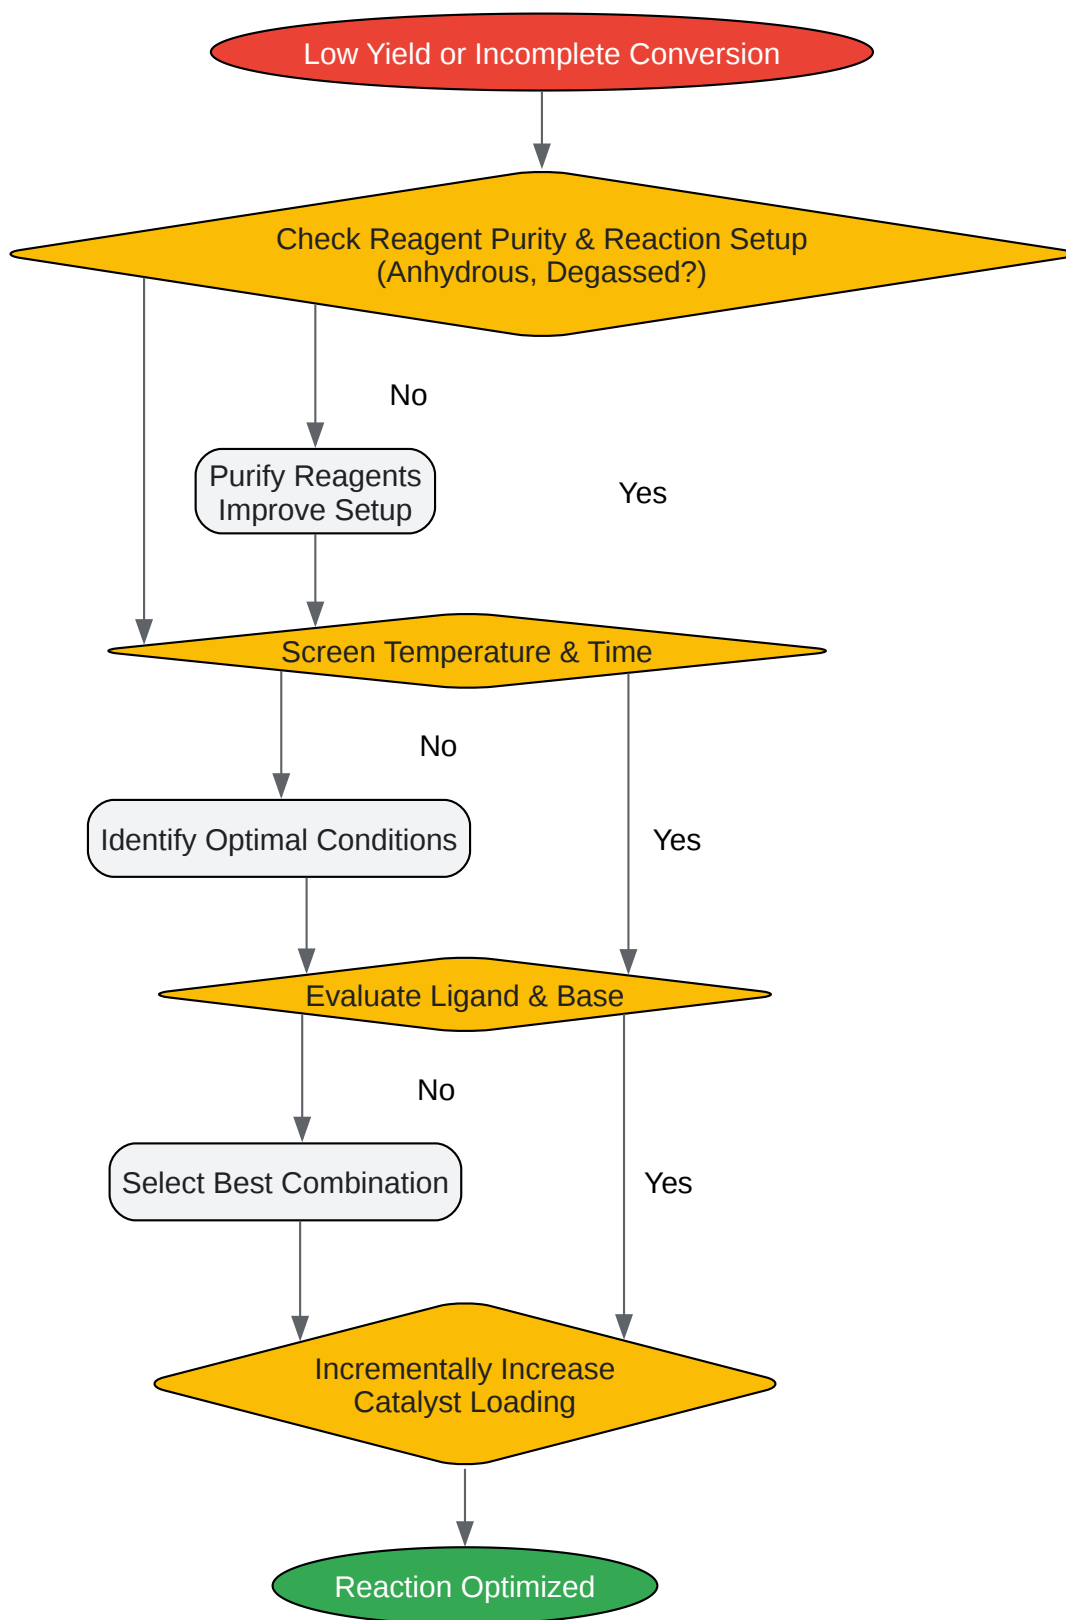 Low Yield or Incomplete Conversion
Check Reagent Purity & Reaction Setup
(Anhydrous, Degassed?)
No
Purify Reagents
Improve Setup
Yes
Screen Temperature & Time
No
Identify Optimal Conditions
Yes
Evaluate Ligand & Base
No
Select Best Combination
Yes
Incrementally Increase
Catalyst Loading
Reaction Optimized